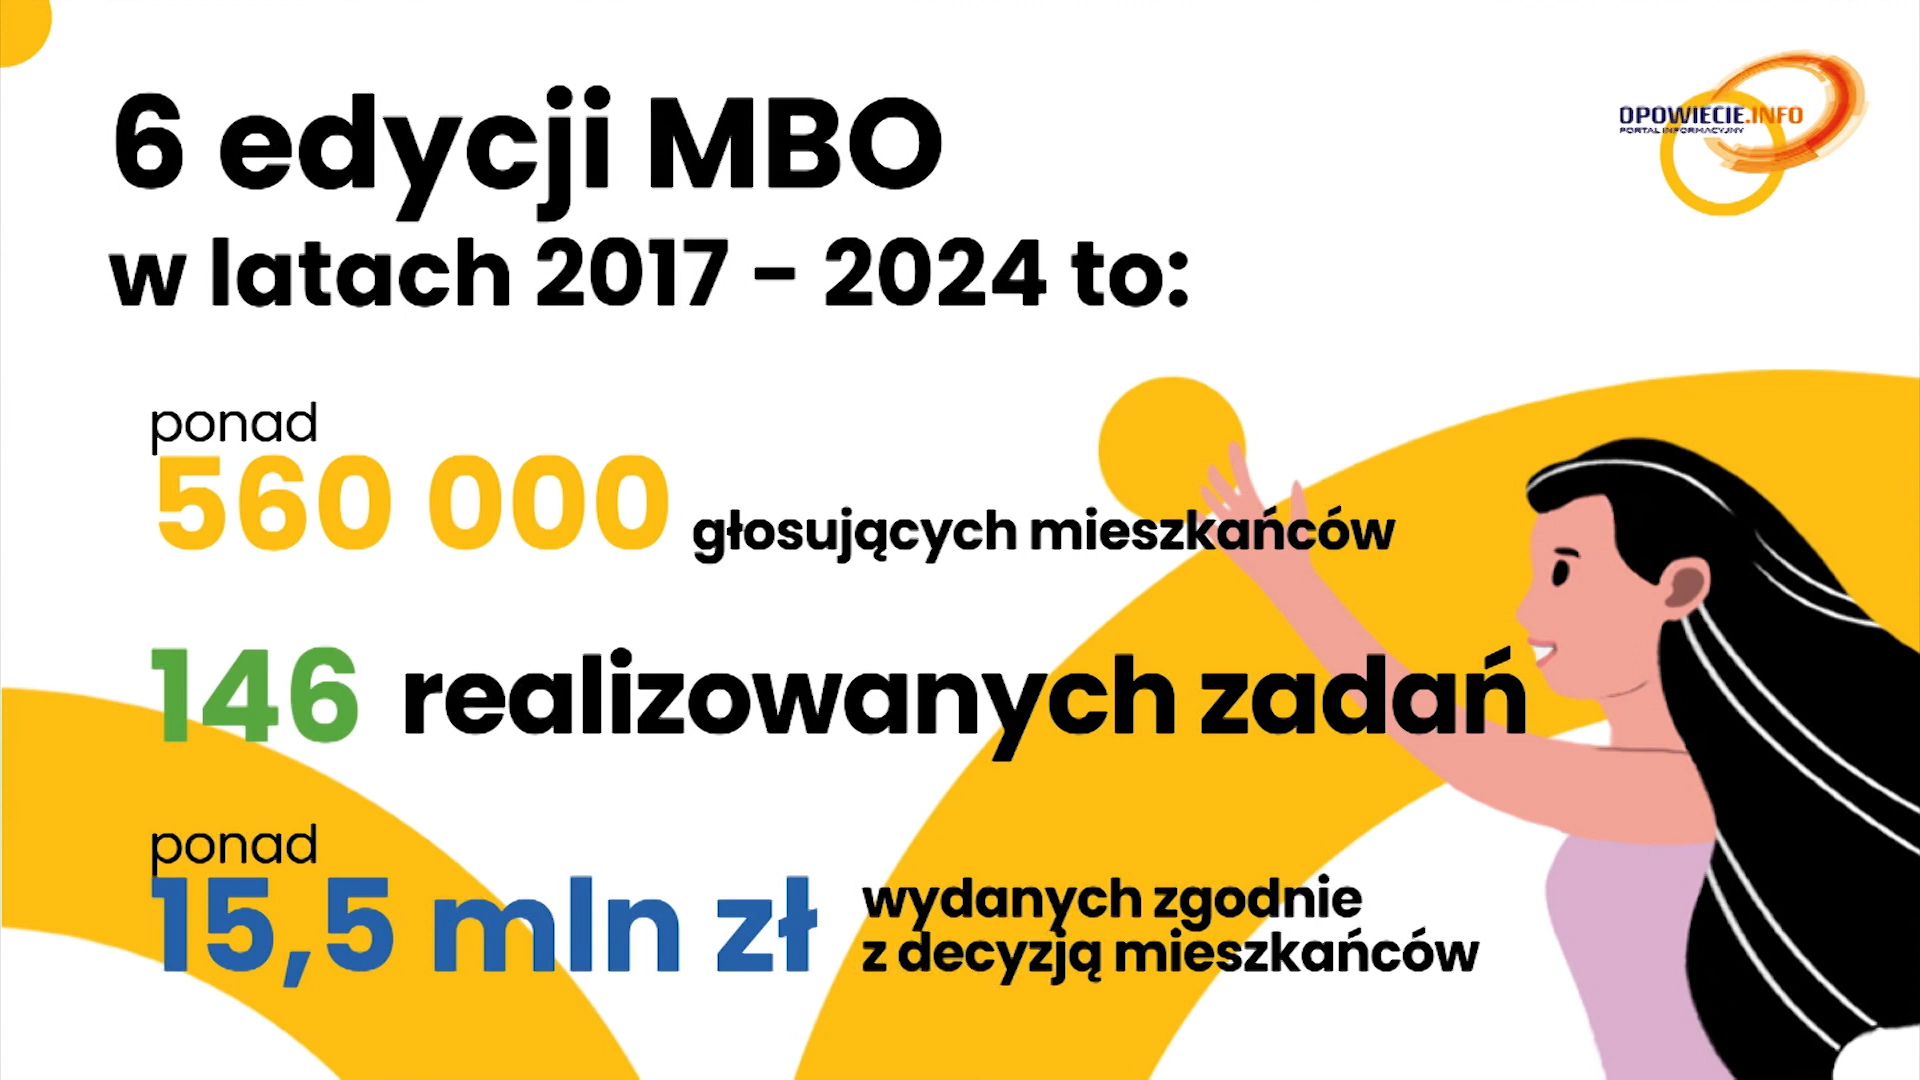 6 edycji MBO
w latach 2017 - 2024 to:
OPOWIECIE.INFO
PORTAL INFORMACYJNY
ponad
560 000 głosujących mieszkańców
146 realizowanych zadań
ponad
15,5 mln zł wydanych zgodnie
z decyzją mieszkańców